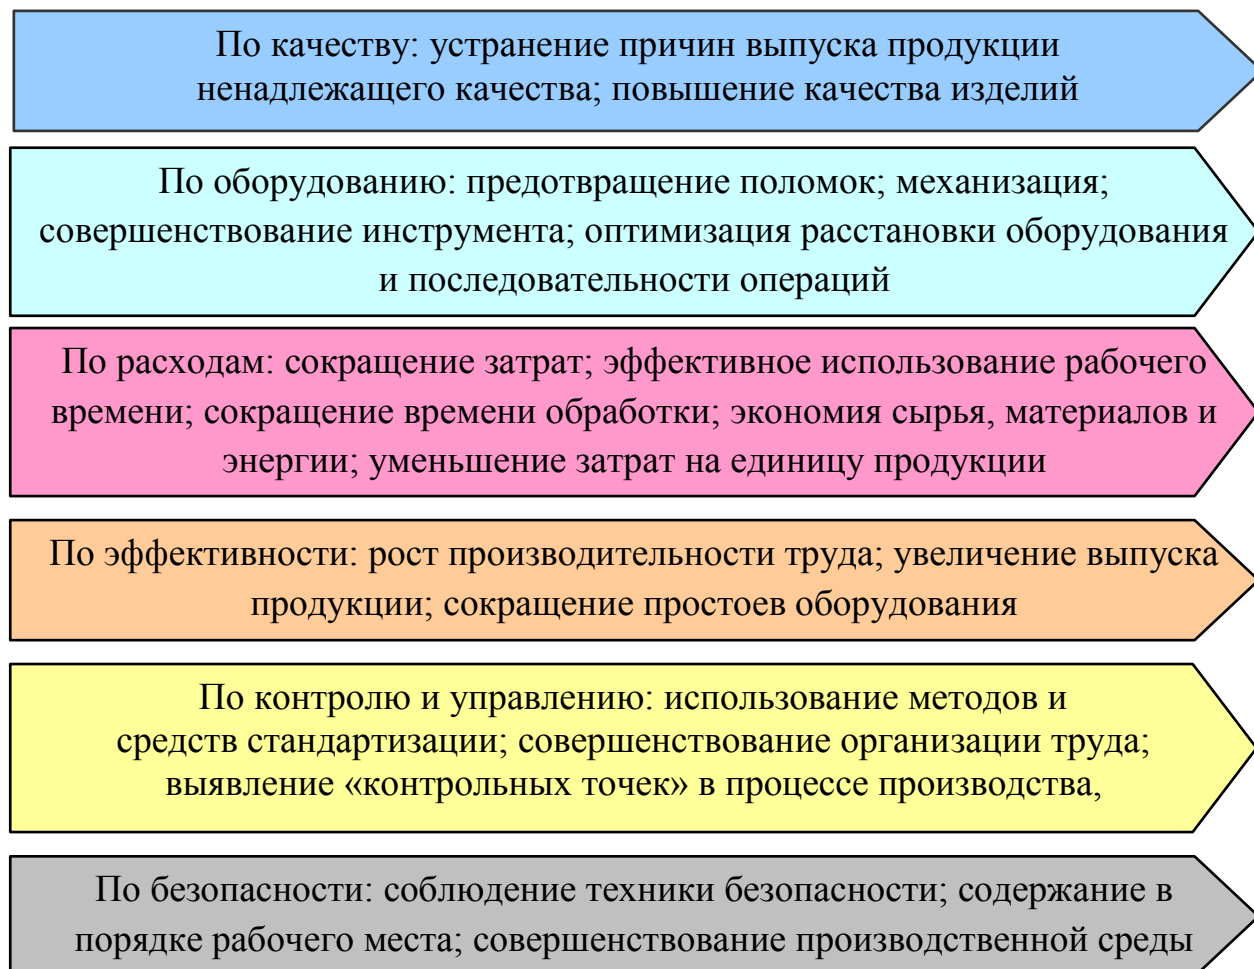 По качеству: устранение причин выпуска продукции
ненадлежащего качества; повышение качества изделий
По оборудованию: предотвращение поломок; механизация;
совершенствование инструмента; оптимизация расстановки оборудования
и последовательности операций
По расходам: сокращение затрат; эффективное использование рабочего
времени; сокращение времени обработки; экономия сырья, материалов и
энергии; уменьшение затрат на единицу продукции
По эффективности: рост производительности труда; увеличение выпуска
продукции; сокращение простоев оборудования
По контролю и управлению: использование методов и
средств стандартизации; совершенствование организации труда;
выявление «контрольных точек» в процессе производства,
По безопасности: соблюдение техники безопасности; содержание в
порядке рабочего места; совершенствование производственной среды